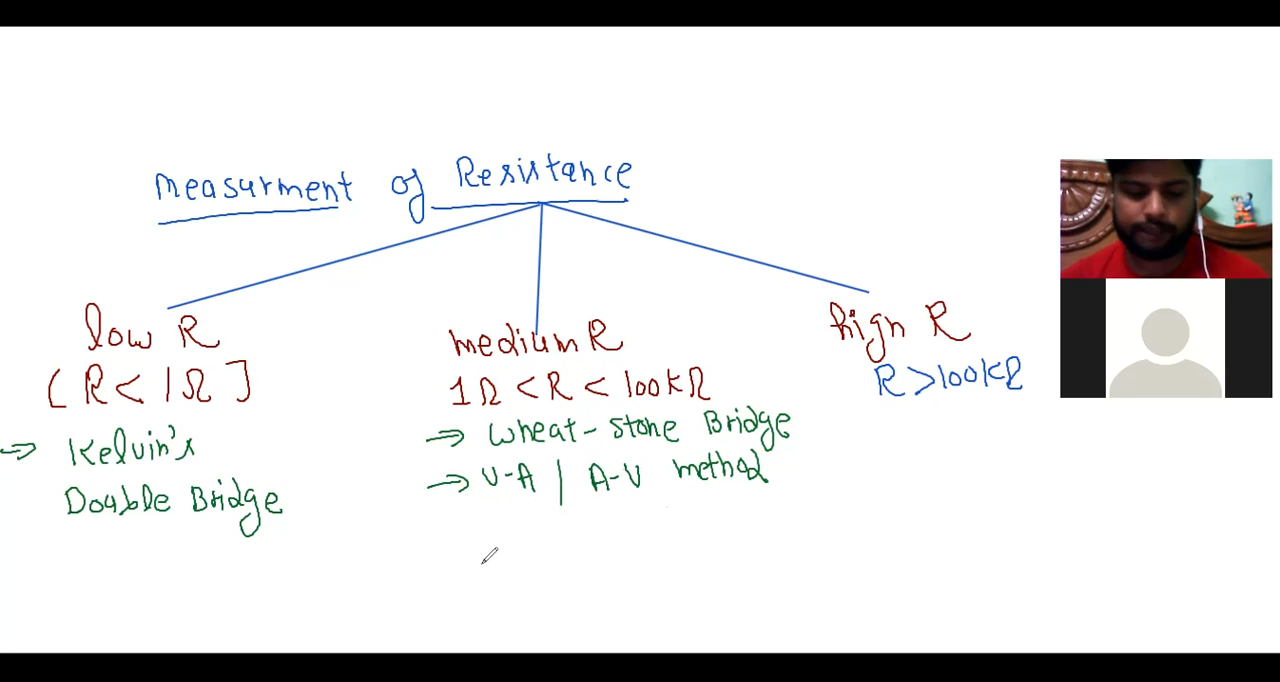 Measurment of Resistance
low R
(R < 1Ω]
→ Kelvin's
Double Bridge
medium R
1Ω < R < 100kΩ
→ Wheat-stone Bridge
→ V-A | A-V method
high R
R > 100kΩ